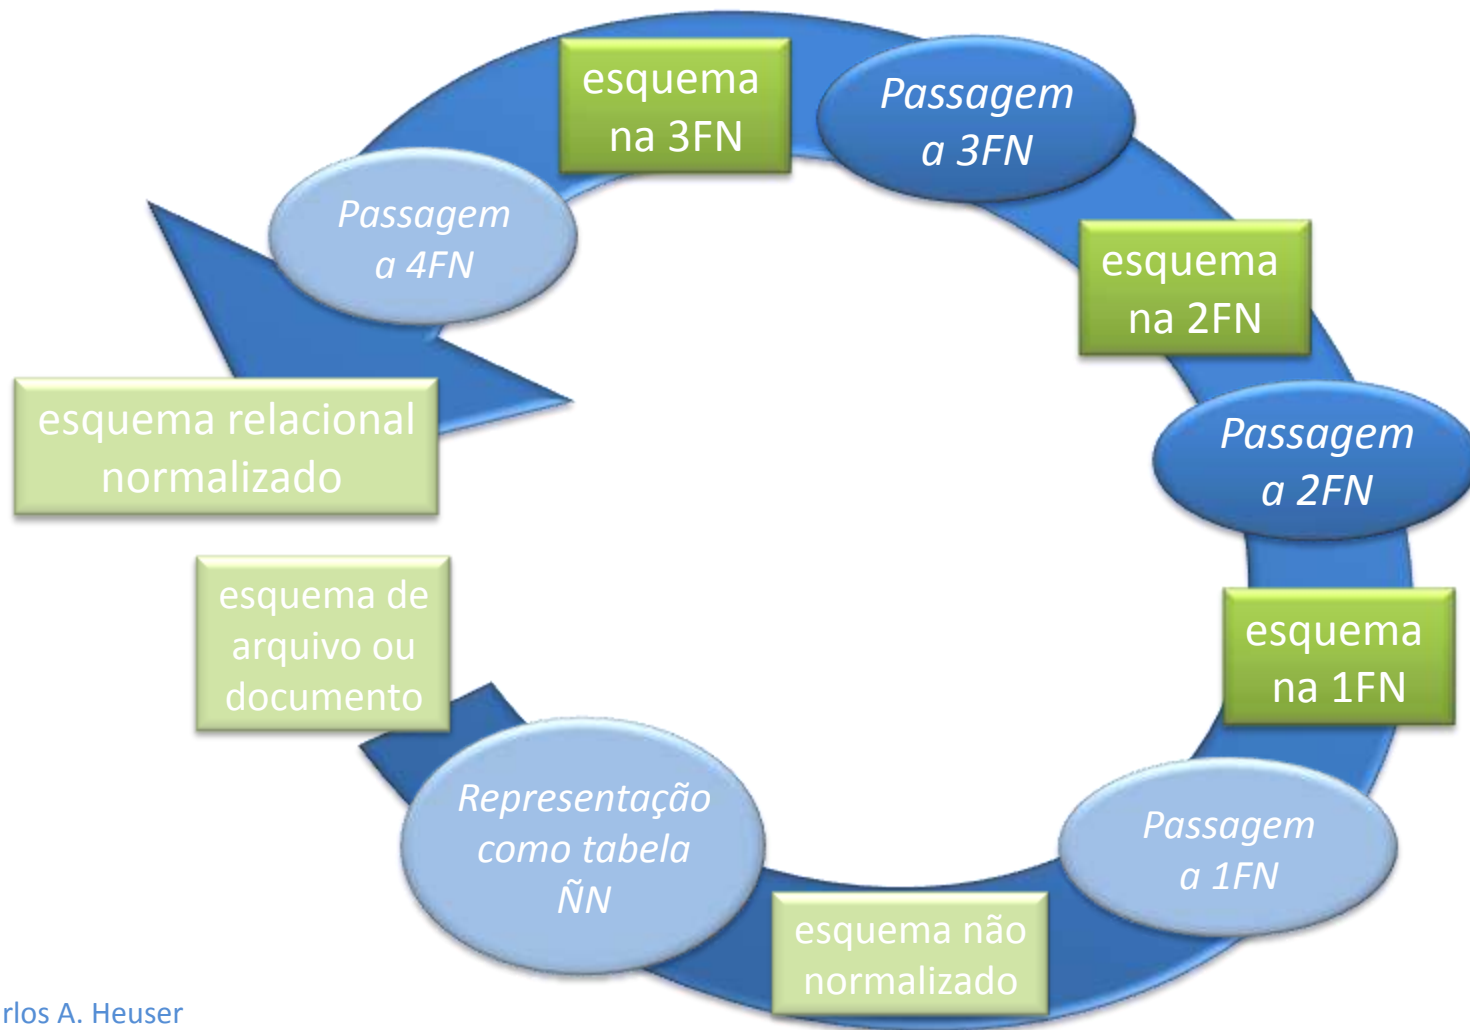 esquema
na 3FN
Passagem
a 3FN
Passagem
a 4FN
esquema
na 2FN
esquema relacional
normalizado
Passagem
a 2FN
esquema de
arquivo ou
documento
esquema
na 1FN
Representação
como tabela
ÑN
Passagem
a 1FN
esquema não
normalizado
rlos A. Heuser